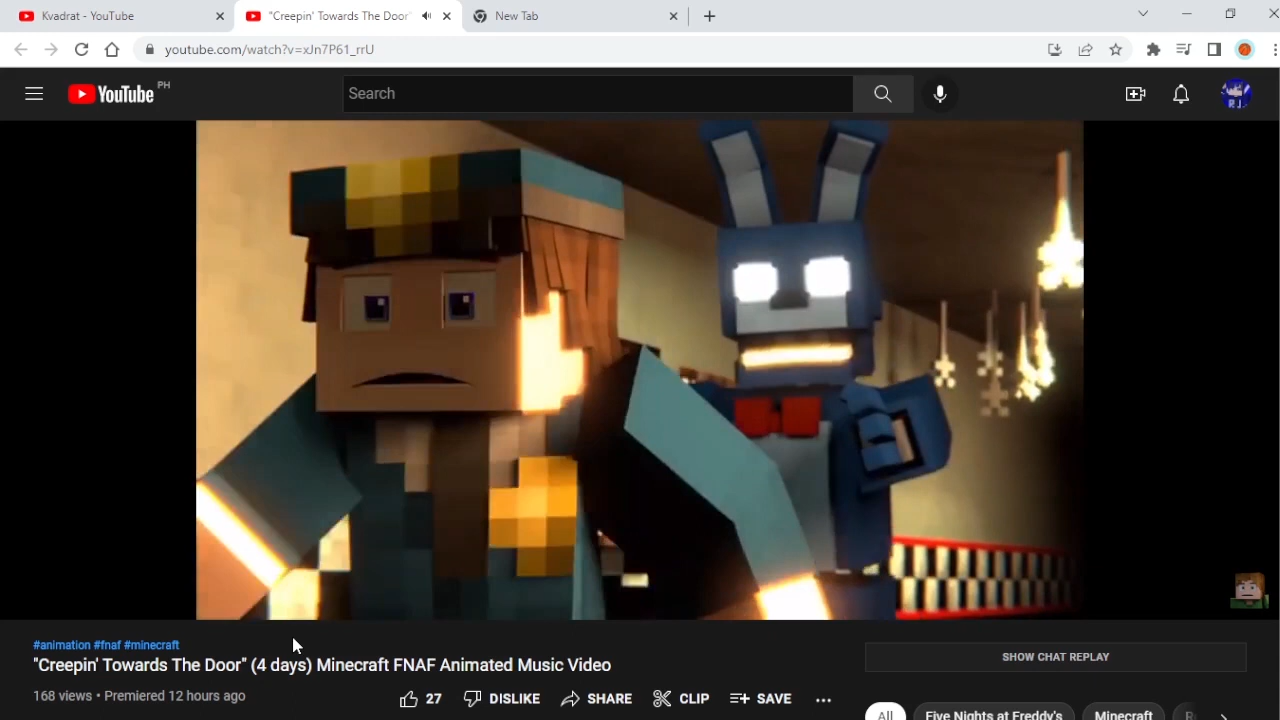 Kvadrat - YouTube
"Creepin' Towards The Door"
New Tab
youtube.com/watch?v=xJn7P61_rrU
YouTube PH
Search
RJ
#animation #fnaf #minecraft
"Creepin' Towards The Door" (4 days) Minecraft FNAF Animated Music Video
168 views • Premiered 12 hours ago
27 DISLIKE SHARE CLIP SAVE
SHOW CHAT REPLAY
All Five Nights at Freddy's Minecraft